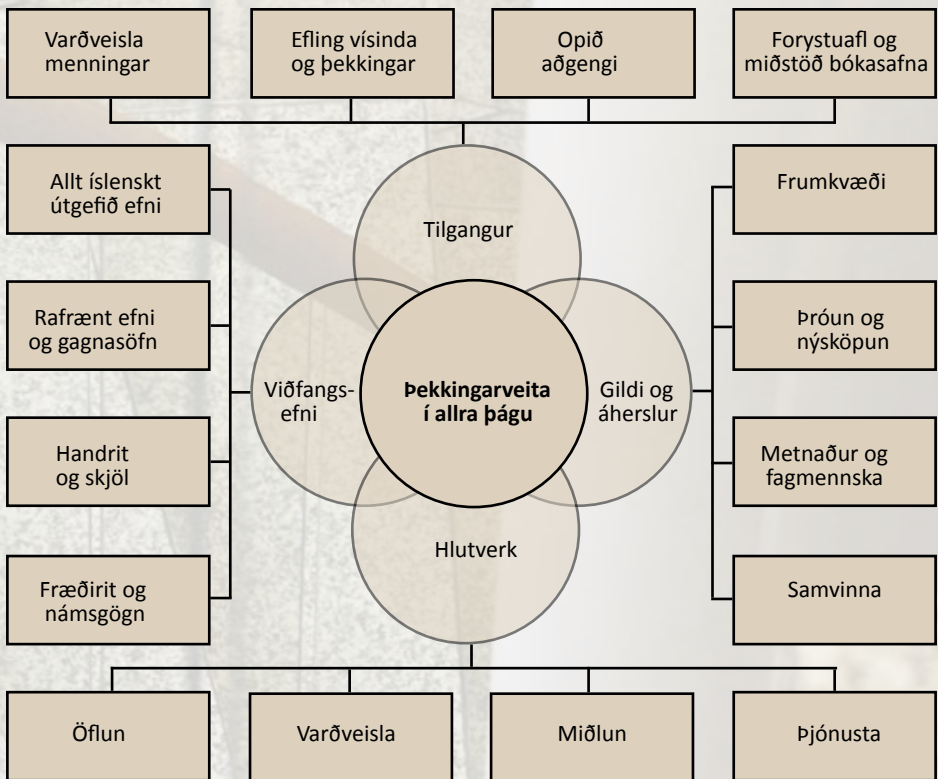 Varðveisla
menningar
Efling vísinda
og þekkingar
Opið
aðgengi
Forystuafl og
miðstöð bókasafna
Allt íslenskt
útgefið efni
Rafrænt efni
og gagnasöfn
Handrit
og skjöl
Fræðirit og
námsgögn
Tilgangur
Viðfangs-
efni
Þekkingarveita
í allra þágu
Gildi og
áherslur
Hlutverk
Frumkvæði
Þróun og
nýsköpun
Metnaður og
fagmennska
Samvinna
Öflun
Varðveisla
Miðlun
Þjónusta